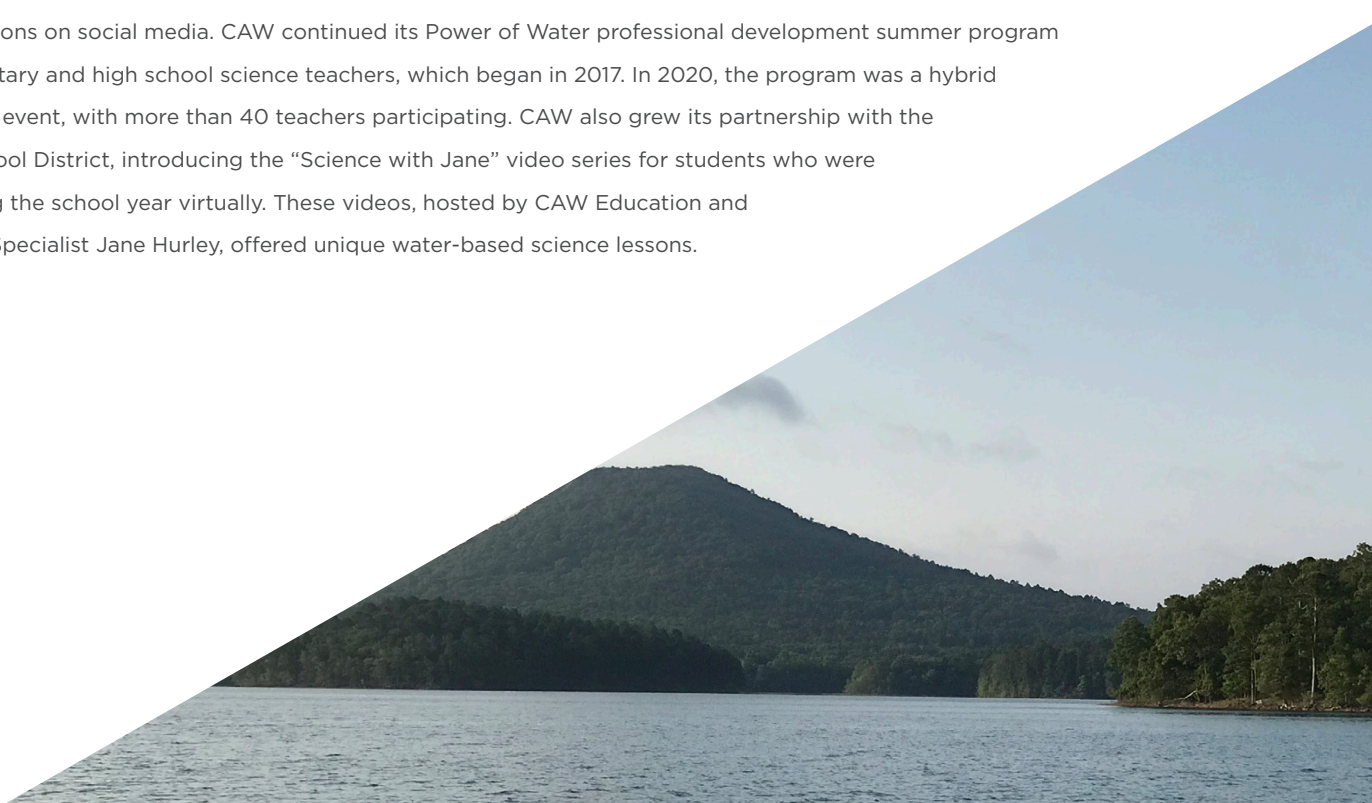 ons on social media. CAW continued its Power of Water professional development summer program
tary and high school science teachers, which began in 2017. In 2020, the program was a hybrid
event, with more than 40 teachers participating. CAW also grew its partnership with the
ool District, introducing the “Science with Jane” video series for students who were
g the school year virtually. These videos, hosted by CAW Education and
Specialist Jane Hurley, offered unique water-based science lessons.